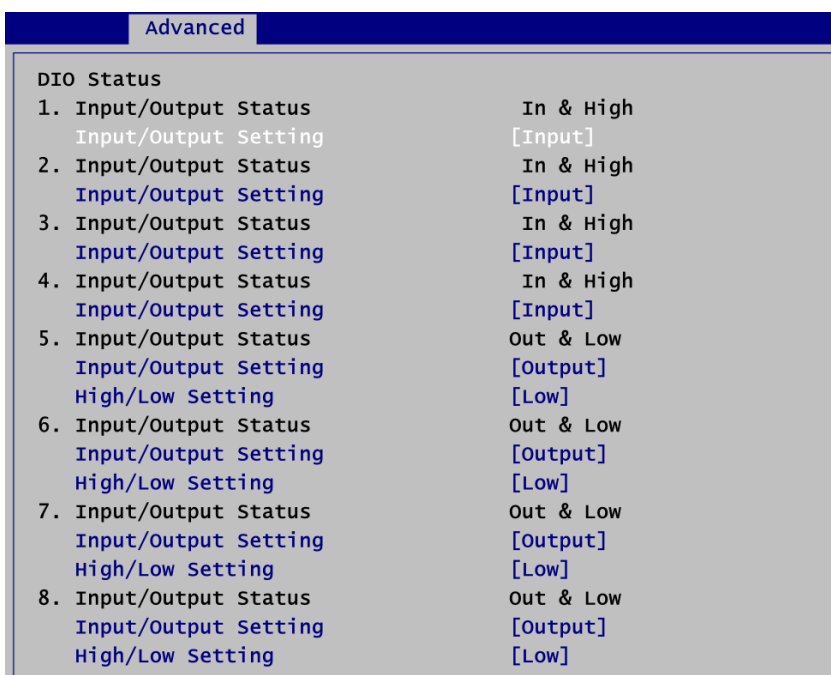 Advanced
DIO Status
1. Input/Output Status In & High
Input/Output Setting [Input]
2. Input/Output Status In & High
Input/Output Setting [Input]
3. Input/Output Status In & High
Input/Output Setting [Input]
4. Input/Output Status In & High
Input/Output Setting [Input]
5. Input/Output Status Out & Low
Input/Output Setting [Output]
High/Low Setting [Low]
6. Input/Output Status Out & Low
Input/Output Setting [Output]
High/Low Setting [Low]
7. Input/Output Status Out & Low
Input/Output Setting [Output]
High/Low Setting [Low]
8. Input/Output Status Out & Low
Input/Output Setting [Output]
High/Low Setting [Low]